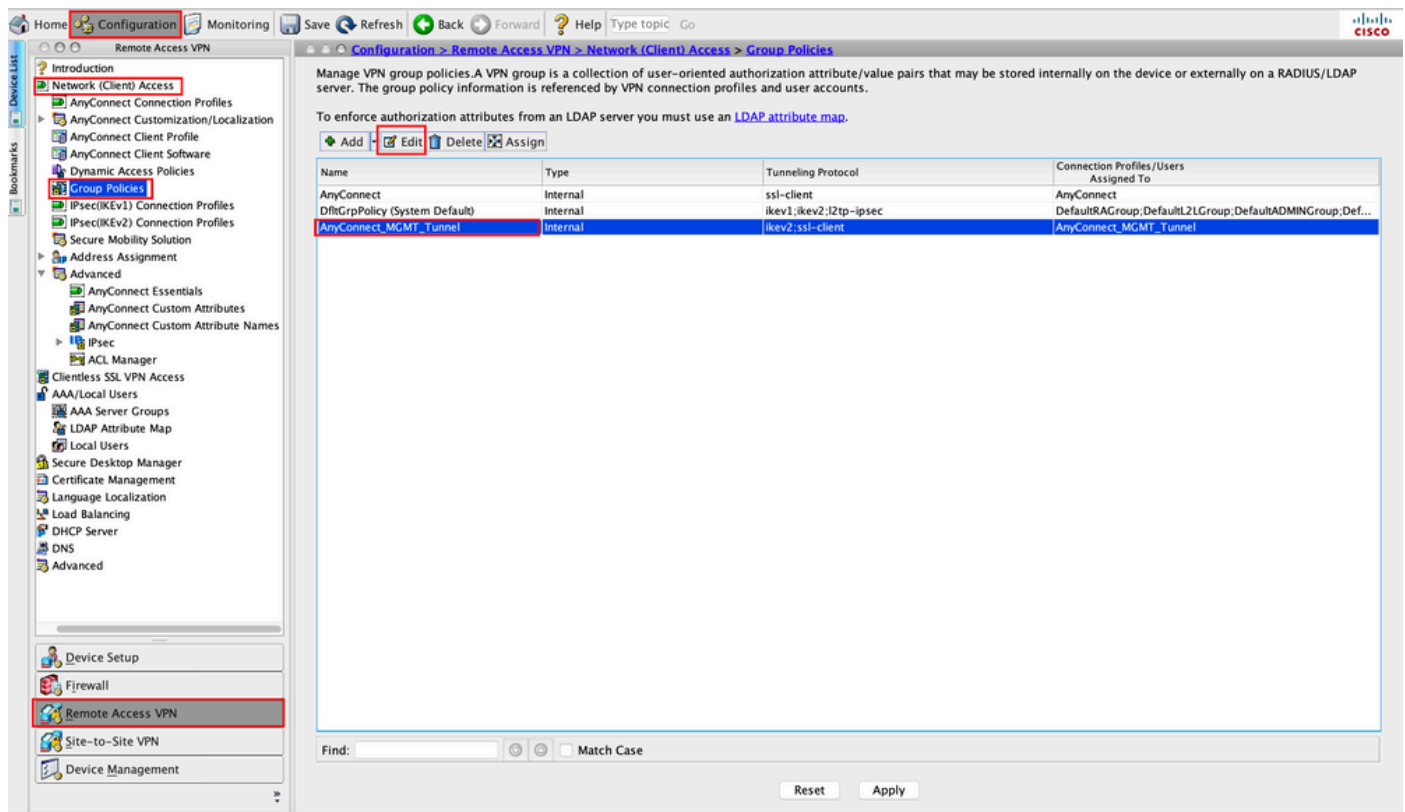 Home Configuration Monitoring Save Refresh Back Forward Help Type topic Go
CISCO
Device List
Bookmarks
Remote Access VPN
Introduction
Network (Client) Access
AnyConnect Connection Profiles
AnyConnect Customization/Localization
AnyConnect Client Profile
AnyConnect Client Software
Dynamic Access Policies
Group Policies
IPsec(IKEv1) Connection Profiles
IPsec(IKEv2) Connection Profiles
Secure Mobility Solution
Address Assignment
Advanced
AnyConnect Essentials
AnyConnect Custom Attributes
AnyConnect Custom Attribute Names
IPsec
ACL Manager
Clientless SSL VPN Access
AAA/Local Users
AAA Server Groups
LDAP Attribute Map
Local Users
Secure Desktop Manager
Certificate Management
Language Localization
Load Balancing
DHCP Server
DNS
Advanced
Device Setup
Firewall
Remote Access VPN
Site-to-Site VPN
Device Management
Configuration > Remote Access VPN > Network (Client) Access > Group Policies
Manage VPN group policies.A VPN group is a collection of user-oriented authorization attribute/value pairs that may be stored internally on the device or externally on a RADIUS/LDAP
server. The group policy information is referenced by VPN connection profiles and user accounts.
To enforce authorization attributes from an LDAP server you must use an LDAP attribute map.
Add Edit Delete Assign
Name Type Tunneling Protocol Connection Profiles/Users
Assigned To
AnyConnect Internal ssl-client AnyConnect
DfltGrpPolicy (System Default) Internal ikev1;ikev2;l2tp-ipsec DefaultRAGroup;DefaultL2LGroup;DefaultADMINGroup;Def...
AnyConnect_MGMT_Tunnel Internal ikev2;ssl-client AnyConnect_MGMT_Tunnel
Find: Match Case
Reset Apply